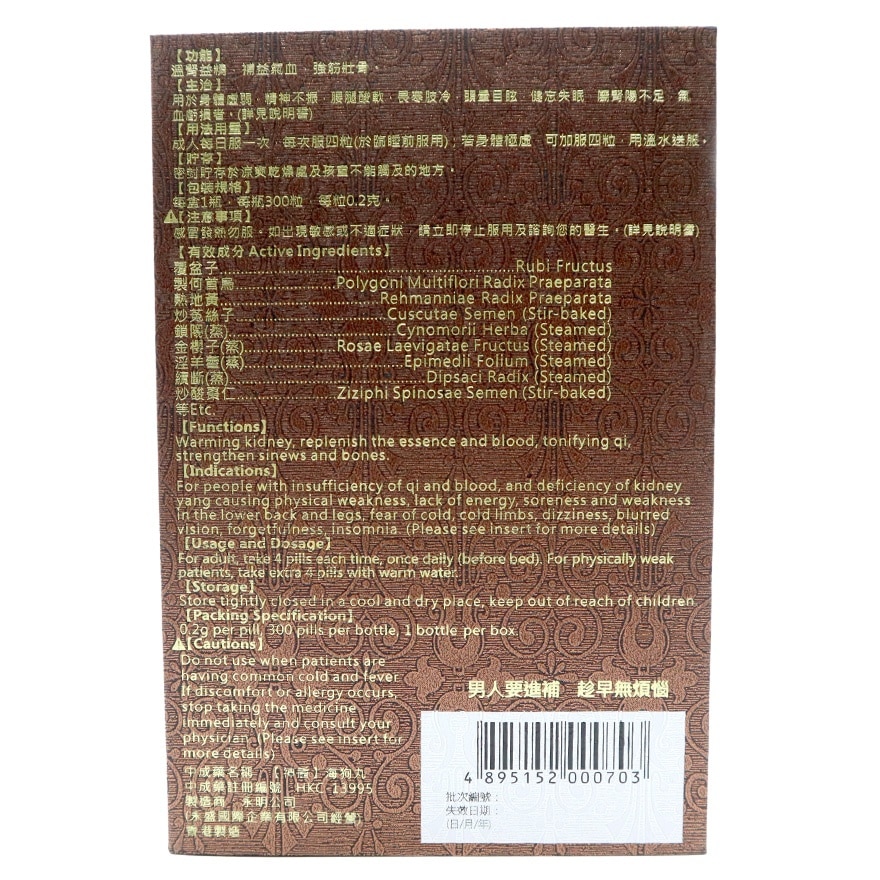 【功能】
溫腎益精，補益氣血，強筋壯骨。
【主治】
用於身體虛弱，精神不振，腰腿酸軟，畏寒肢冷，頭暈目眩，健忘失眠，屬腎陽不足，氣
血虧損者。(詳見說明書)
【用法用量】
成人每日服一次，每次服四粒(於臨睡前服用)；若身體極虛，可加服四粒，用溫水送服。
【貯存】
密封貯存於涼爽乾燥處及孩童不能觸及的地方。
【包裝規格】
每盒1瓶，每瓶300粒，每粒0.2克。
⚠【注意事項】
感冒發熱勿服。如出現敏感或不適症狀，請立即停止服用及諮詢您的醫生。(詳見說明書)
【有效成分 Active Ingredients】
覆盆子..........Rubi Fructus
製何首烏..........Polygoni Multiflori Radix Praeparata
熟地黃..........Rehmanniae Radix Praeparata
炒菟絲子..........Cuscutae Semen (Stir-baked)
鎖陽(蒸)..........Cynomorii Herba (Steamed)
金櫻子(蒸)..........Rosae Laevigatae Fructus (Steamed)
淫羊藿(蒸)..........Epimedii Folium (Steamed)
續斷(蒸)..........Dipsaci Radix (Steamed)
炒酸棗仁..........Ziziphi Spinosae Semen (Stir-baked)
等Etc.
【Functions】
Warming kidney, replenish the essence and blood, tonifying qi,
strengthen sinews and bones.
【Indications】
For people with insufficiency of qi and blood, and deficiency of kidney
yang causing physical weakness, lack of energy, soreness and weakness
in the lower back and legs, fear of cold, cold limbs, dizziness, blurred
vision, forgetfulness, insomnia. (Please see insert for more details)
【Usage and Dosage】
For adult, take 4 pills each time, once daily (before bed). For physically weak
patients, take extra 4 pills with warm water.
【Storage】
Store tightly closed in a cool and dry place, keep out of reach of children.
【Packing Specification】
0.2g per pill, 300 pills per bottle, 1 bottle per box.
⚠【Cautions】
Do not use when patients are
having common cold and fever.
If discomfort or allergy occurs,
stop taking the medicine
immediately and consult your
physician. (Please see insert for
more details)
男人要進補 趁早無煩惱
中成藥名稱：【神髓】海狗丸
中成藥註冊編號：HKC-13995
製造商：永明公司
(永盛國際企業有限公司經營)
香港製造
4 895152 000703
批次編號：
失效日期：
(日/月/年)